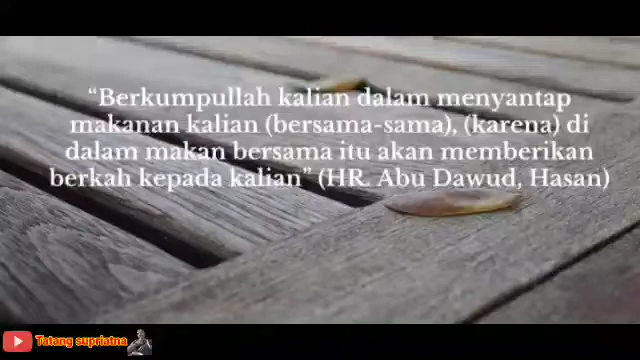 “Berkumpullah kalian dalam menyantap
makanan kalian (bersama-sama), (karena) di
dalam makan bersama itu akan memberikan
berkah kepada kalian” (HR. Abu Dawud, Hasan)
Tatang supriatna